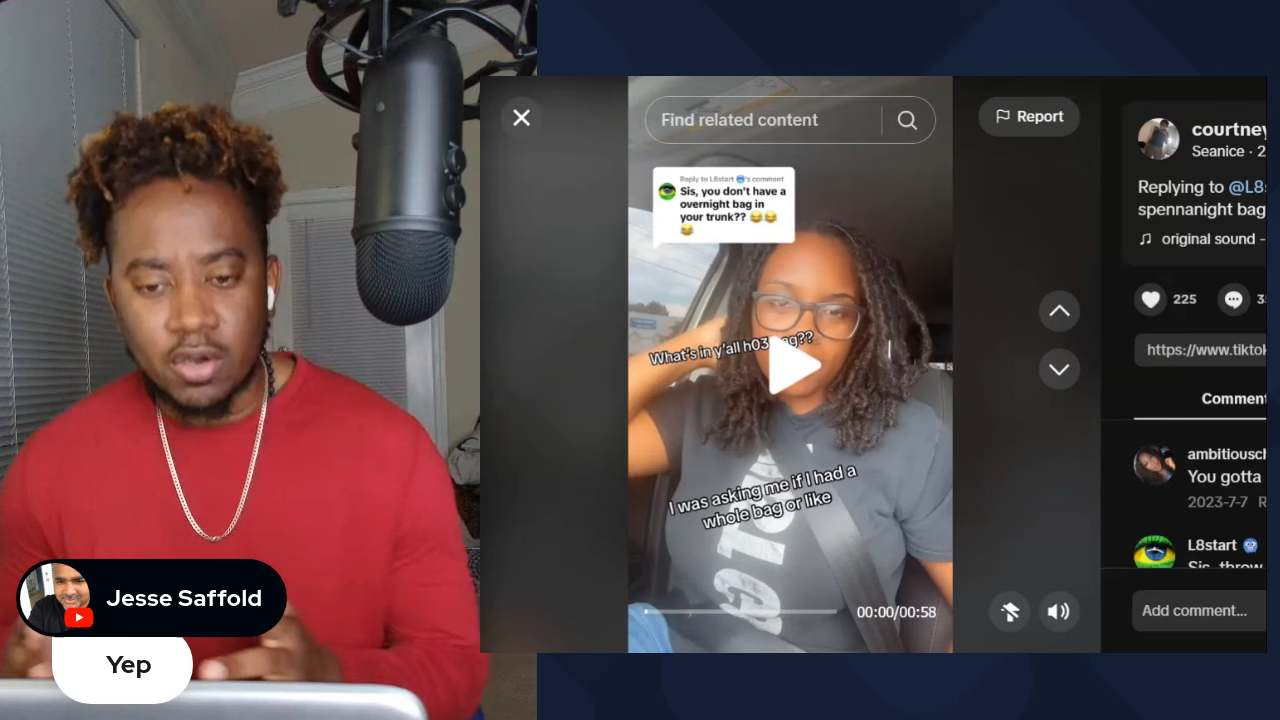 Find related content
Report
Reply to L8start 's comment
Sis, you don't have a
overnight bag in
your trunk?? 😂😂
😂
What's in y'all h03
I was asking me if I had a
whole bag or like
00:00/00:58
courtney
Seanice · 2
Replying to @L8
spennanight bag
original sound -
225
https://www.tiktok
Comment
ambitiousch
You gotta
2023-7-7
L8start
Sis, throw
Add comment...
Jesse Saffold
Yep